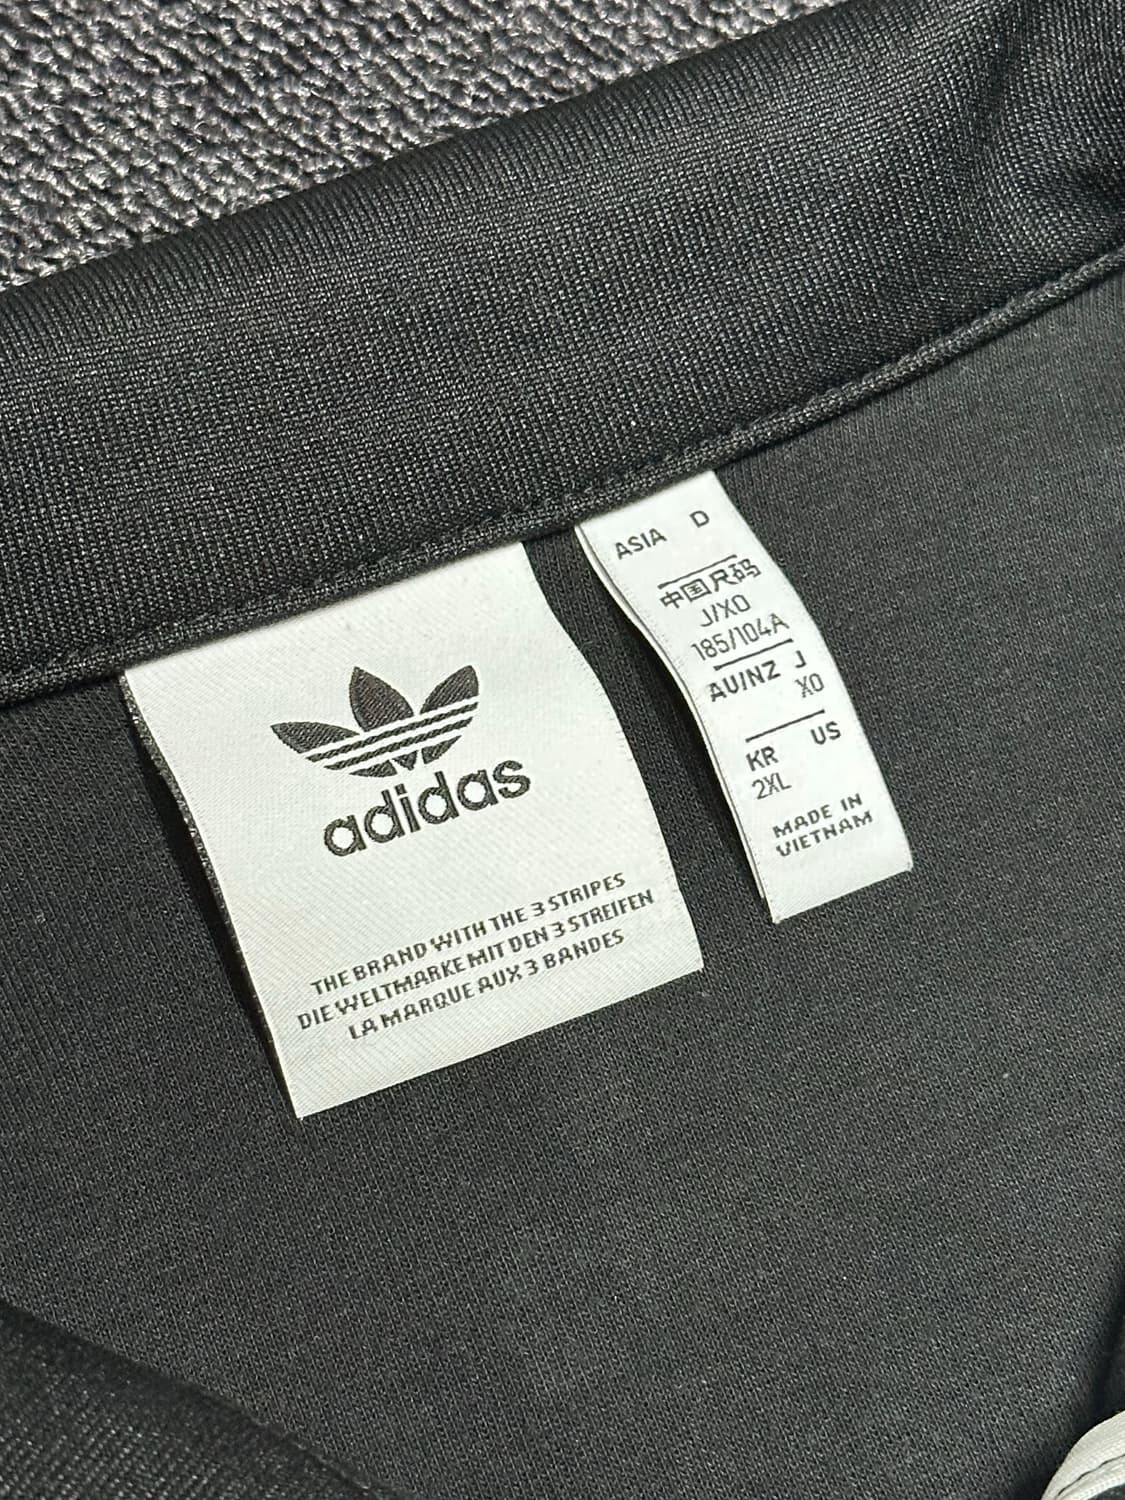 adidas
THE BRAND WITH THE 3 STRIPES
DIE WELTMARKE MIT DEN 3 STREIFEN
LA MARQUE AUX 3 BANDES
ASIA D
中国尺码
J/XO
185/104A
AU/NZ J
XO
KR US
2XL
MADE IN
VIETNAM